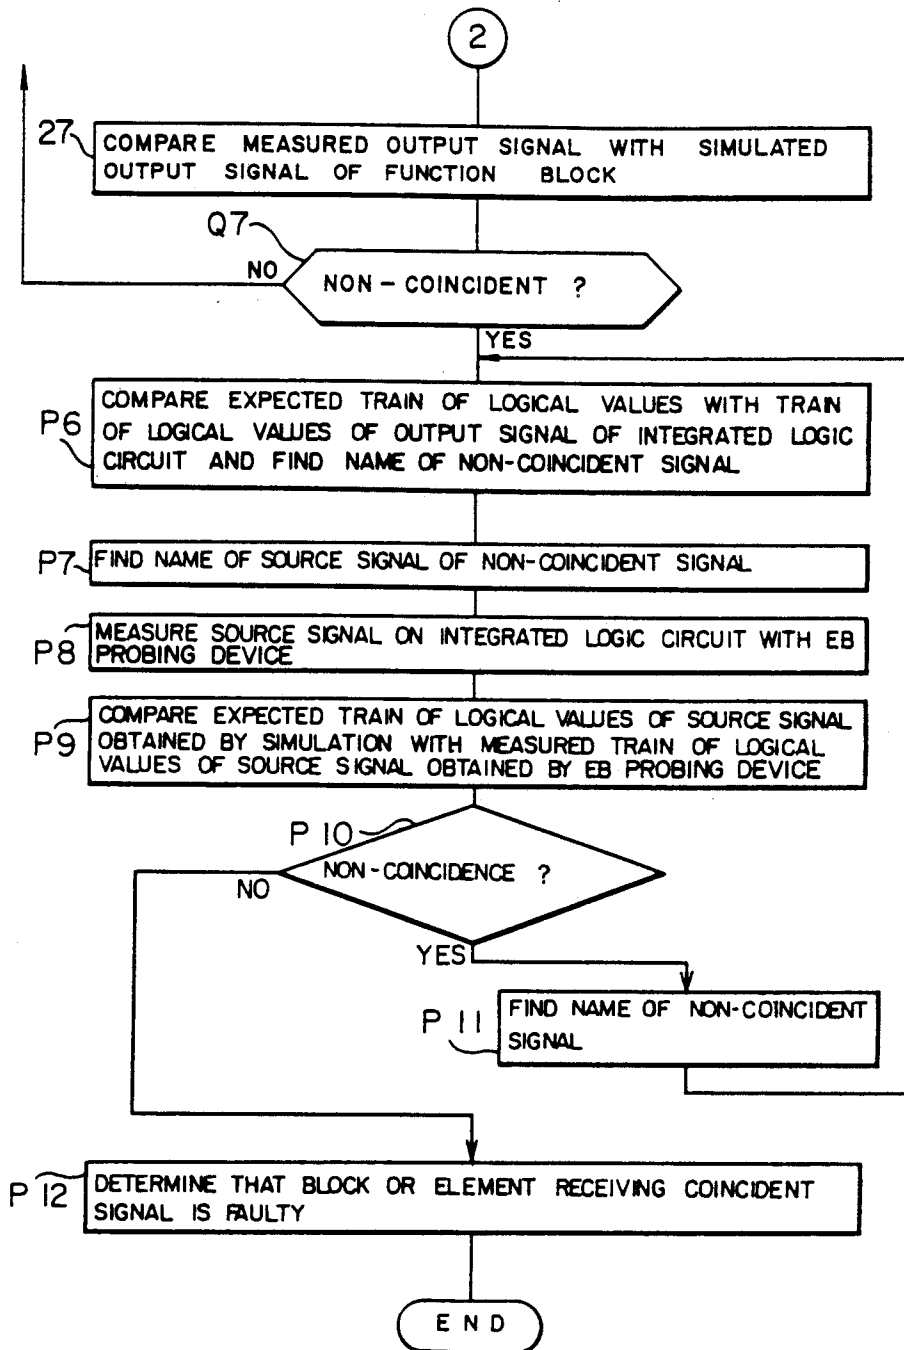 2
27
COMPARE MEASURED OUTPUT SIGNAL WITH SIMULATED
OUTPUT SIGNAL OF FUNCTION BLOCK
Q7
NO
NON-COINCIDENT ?
YES
P6
COMPARE EXPECTED TRAIN OF LOGICAL VALUES WITH TRAIN
OF LOGICAL VALUES OF OUTPUT SIGNAL OF INTEGRATED LOGIC
CIRCUIT AND FIND NAME OF NON-COINCIDENT SIGNAL
P7
FIND NAME OF SOURCE SIGNAL OF NON-COINCIDENT SIGNAL
P8
MEASURE SOURCE SIGNAL ON INTEGRATED LOGIC CIRCUIT WITH EB
PROBING DEVICE
P9
COMPARE EXPECTED TRAIN OF LOGICAL VALUES OF SOURCE SIGNAL
OBTAINED BY SIMULATION WITH MEASURED TRAIN OF LOGICAL
VALUES OF SOURCE SIGNAL OBTAINED BY EB PROBING DEVICE
P 10
NO
NON-COINCIDENCE ?
YES
P 11
FIND NAME OF NON-COINCIDENT
SIGNAL
P 12
DETERMINE THAT BLOCK OR ELEMENT RECEIVING COINCIDENT
SIGNAL IS FAULTY
END